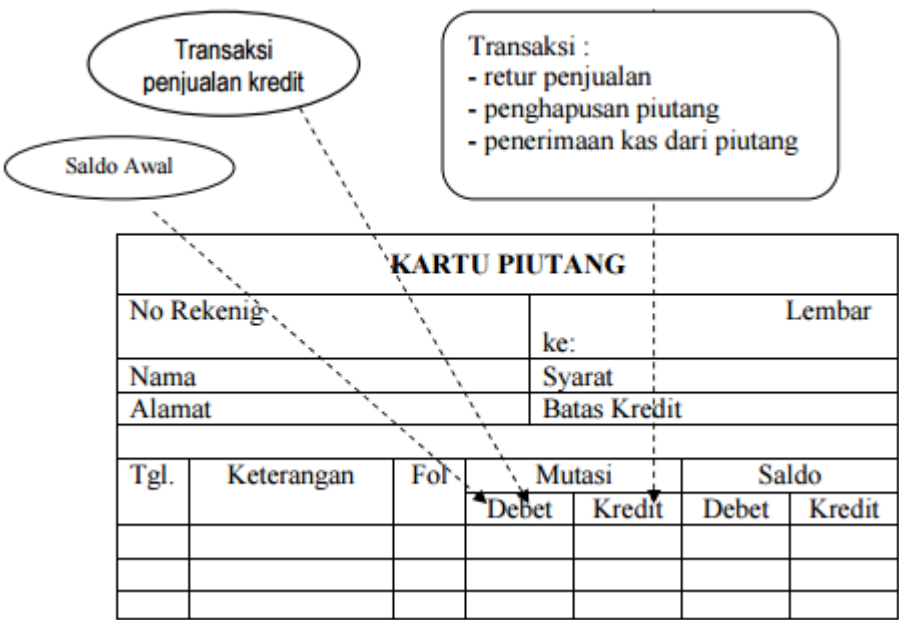 Transaksi
penjualan kredit
Transaksi :
- retur penjualan
- penghapusan piutang
- penerimaan kas dari piutang
Saldo Awal
KARTU PIUTANG
No Rekenig
Lembar
ke:
Nama
Syarat
Alamat
Batas Kredit
Tgl. Keterangan Fol Mutasi Saldo
Debet Kredit Debet Kredit